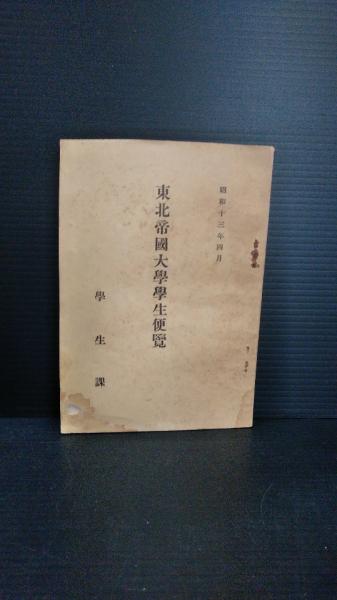 昭和十三年四月
東北帝國大學學生便覽
學生課